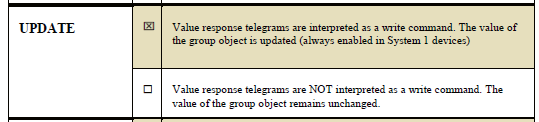 UPDATE
☒ Value response telegrams are interpreted as a write command. The value of
the group object is updated (always enabled in System 1 devices)
☐ Value response telegrams are NOT interpreted as a write command. The
value of the group object remains unchanged.